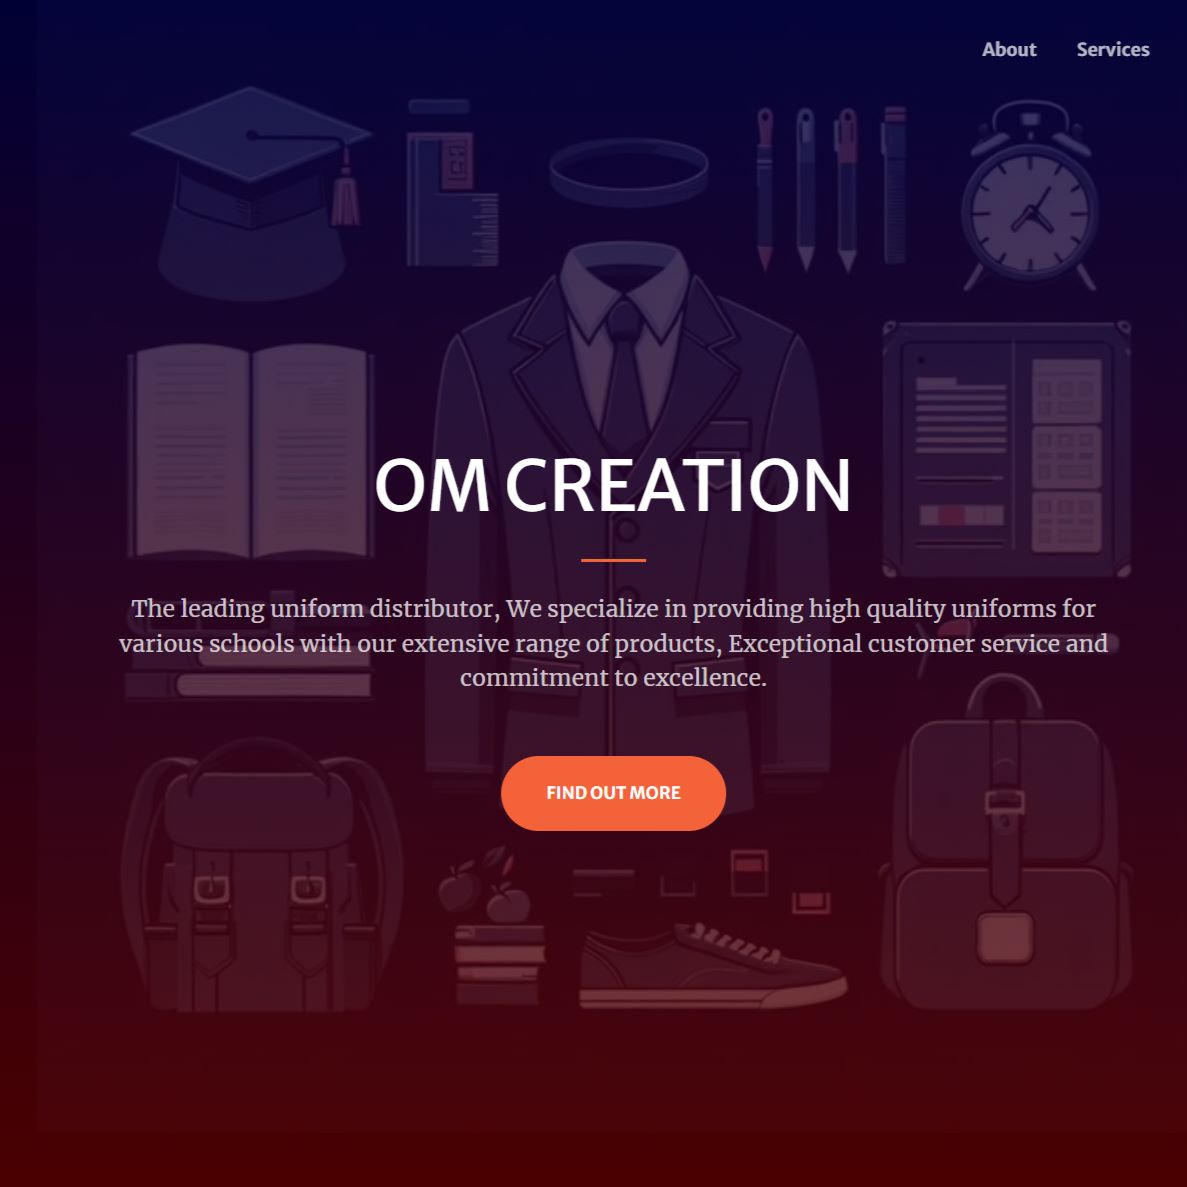 About Services
OM CREATION
The leading uniform distributor, We specialize in providing high quality uniforms for
various schools with our extensive range of products, Exceptional customer service and
commitment to excellence.
FIND OUT MORE